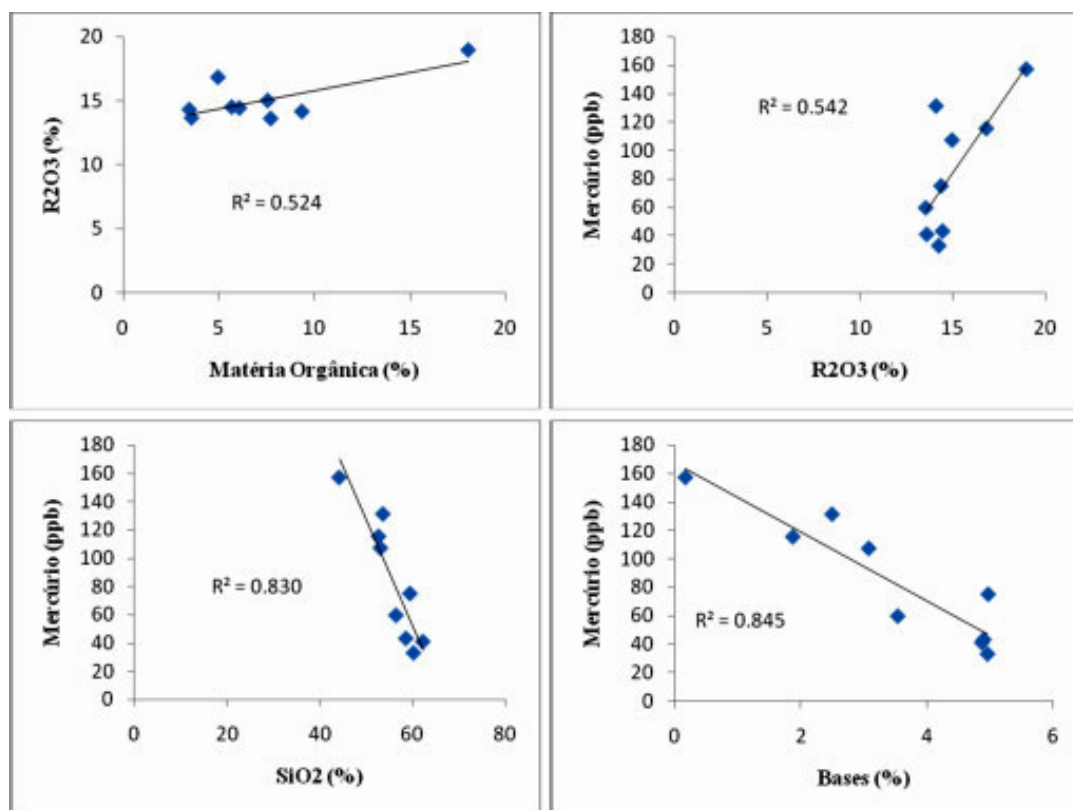 20
15
10
5
0
R2O3 (%)
R² = 0.524
0 5 10 15 20
Matéria Orgânica (%)
180
160
140
120
100
80
60
40
20
0
Mercúrio (ppb)
R² = 0.542
0 5 10 15 20
R2O3 (%)
180
160
140
120
100
80
60
40
20
0
Mercúrio (ppb)
R² = 0.830
0 20 40 60 80
SiO2 (%)
180
160
140
120
100
80
60
40
20
0
Mercúrio (ppb)
R² = 0.845
0 2 4 6
Bases (%)